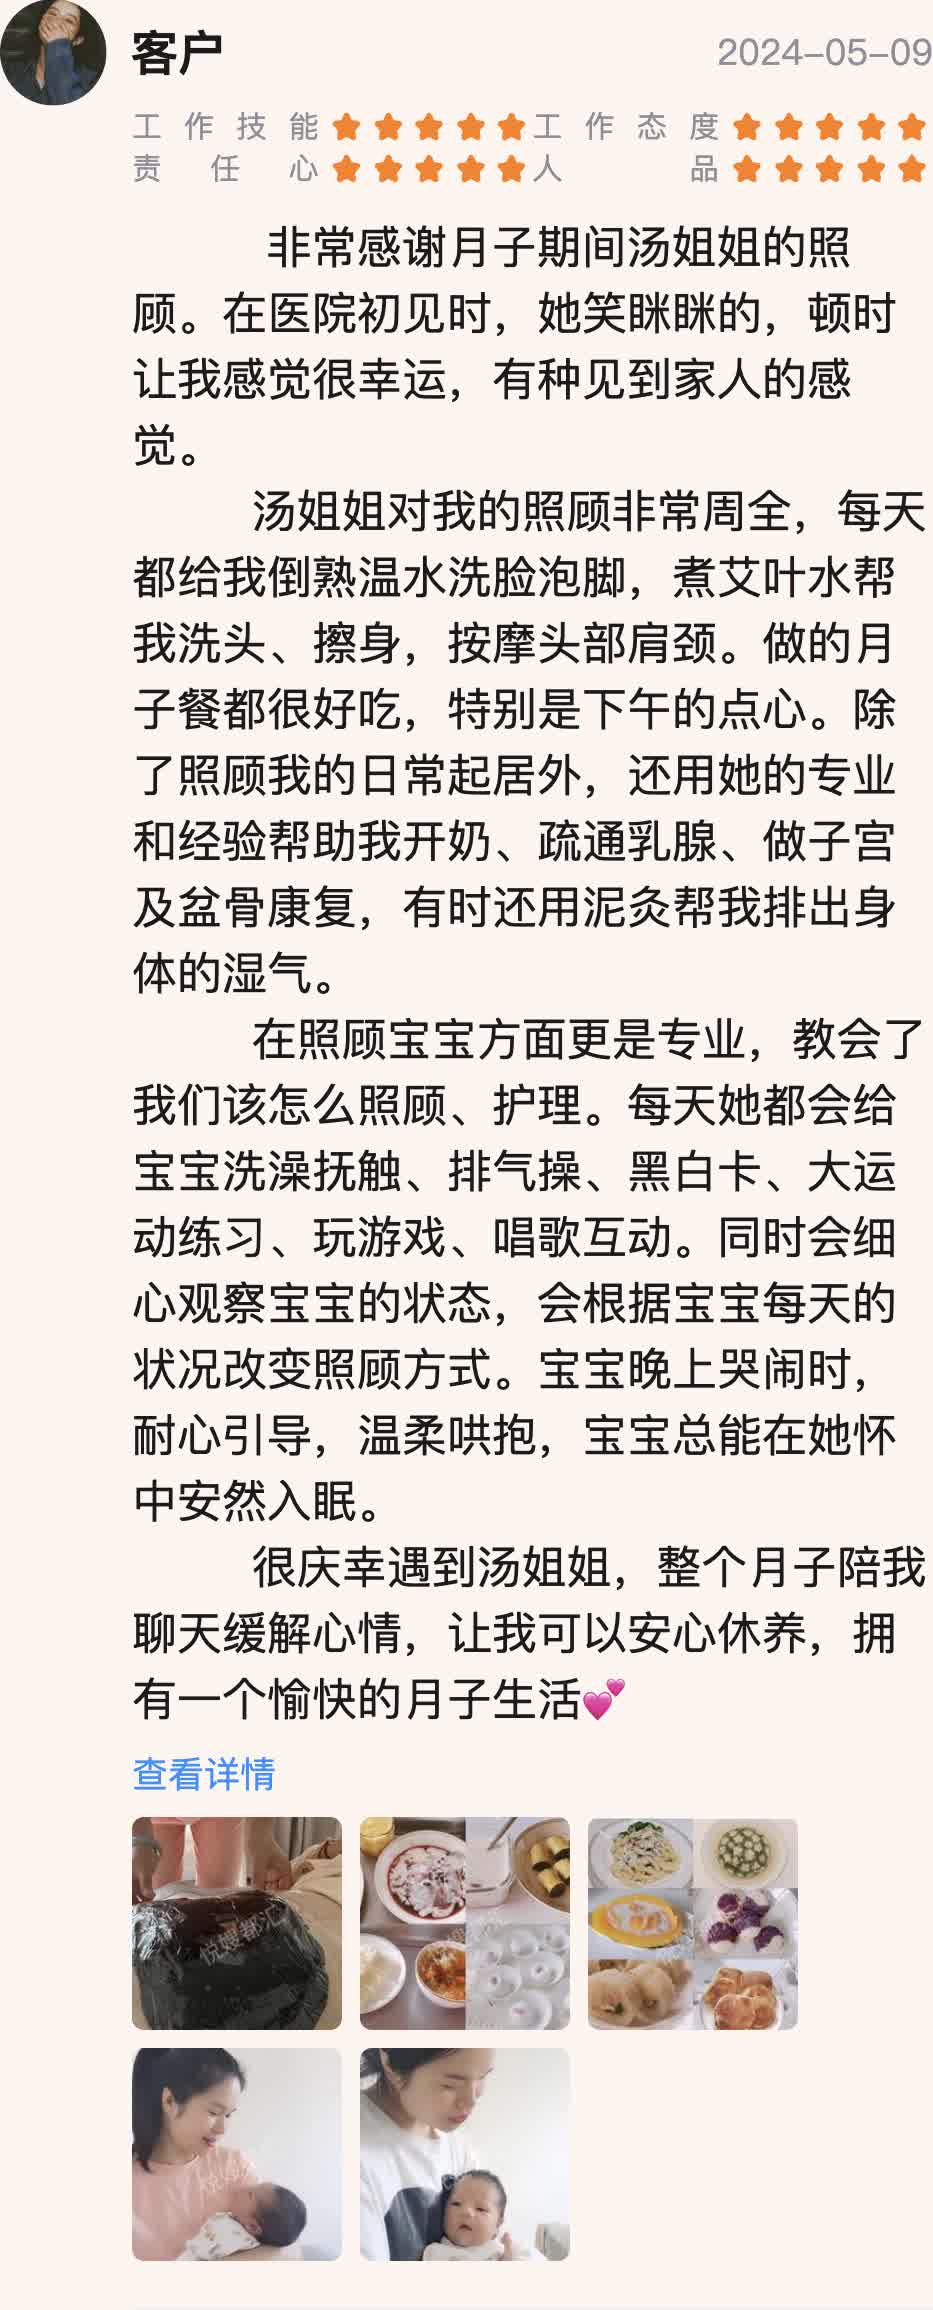 客户
2024-05-09
工作技能 工作态度
责任心 人品
非常感谢月子期间汤姐姐的照
顾。在医院初见时，她笑眯眯的，顿时
让我感觉很幸运，有种见到家人的感
觉。
汤姐姐对我的照顾非常周全，每天
都给我倒熟温水洗脸泡脚，煮艾叶水帮
我洗头、擦身，按摩头部肩颈。做的月
子餐都很好吃，特别是下午的点心。除
了照顾我的日常起居外，还用她的专业
和经验帮助我开奶、疏通乳腺、做子宫
及盆骨康复，有时还用泥灸帮我排出身
体的湿气。
在照顾宝宝方面更是专业，教会了
我们该怎么照顾、护理。每天她都会给
宝宝洗澡抚触、排气操、黑白卡、大运
动练习、玩游戏、唱歌互动。同时会细
心观察宝宝的状态，会根据宝宝每天的
状况改变照顾方式。宝宝晚上哭闹时，
耐心引导，温柔哄抱，宝宝总能在她怀
中安然入眠。
很庆幸遇到汤姐姐，整个月子陪我
聊天缓解心情，让我可以安心休养，拥
有一个愉快的月子生活💕
查看详情